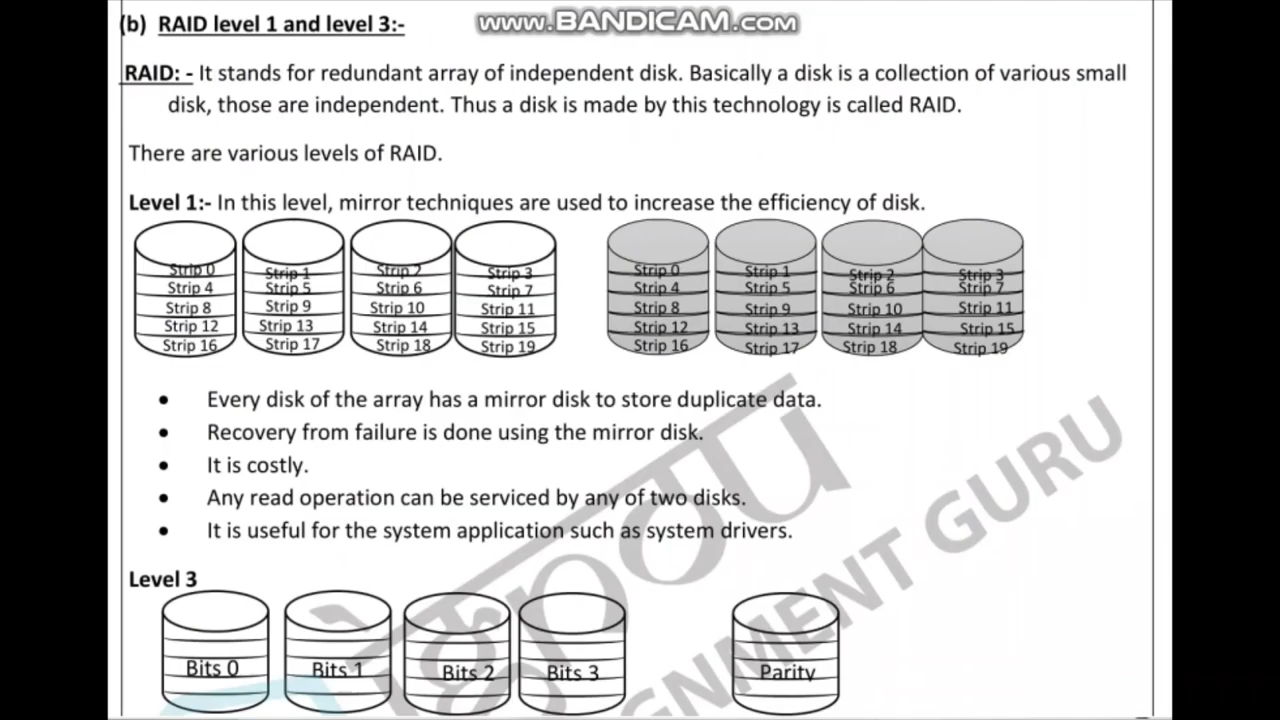 www.BANDICAM.com
(b) RAID level 1 and level 3:-
RAID: - It stands for redundant array of independent disk. Basically a disk is a collection of various small
disk, those are independent. Thus a disk is made by this technology is called RAID.
There are various levels of RAID.
Level 1:- In this level, mirror techniques are used to increase the efficiency of disk.
Strip 0 Strip 1 Strip 2 Strip 3 Strip 0 Strip 1 Strip 2 Strip 3
Strip 4 Strip 5 Strip 6 Strip 7 Strip 4 Strip 5 Strip 6 Strip 7
Strip 8 Strip 9 Strip 10 Strip 11 Strip 8 Strip 9 Strip 10 Strip 11
Strip 12 Strip 13 Strip 14 Strip 15 Strip 12 Strip 13 Strip 14 Strip 15
Strip 16 Strip 17 Strip 18 Strip 19 Strip 16 Strip 17 Strip 18 Strip 19
• Every disk of the array has a mirror disk to store duplicate data.
• Recovery from failure is done using the mirror disk.
• It is costly.
• Any read operation can be serviced by any of two disks.
• It is useful for the system application such as system drivers.
Level 3
Bits 0 Bits 1 Bits 2 Bits 3 Parity
GNMENT GURU